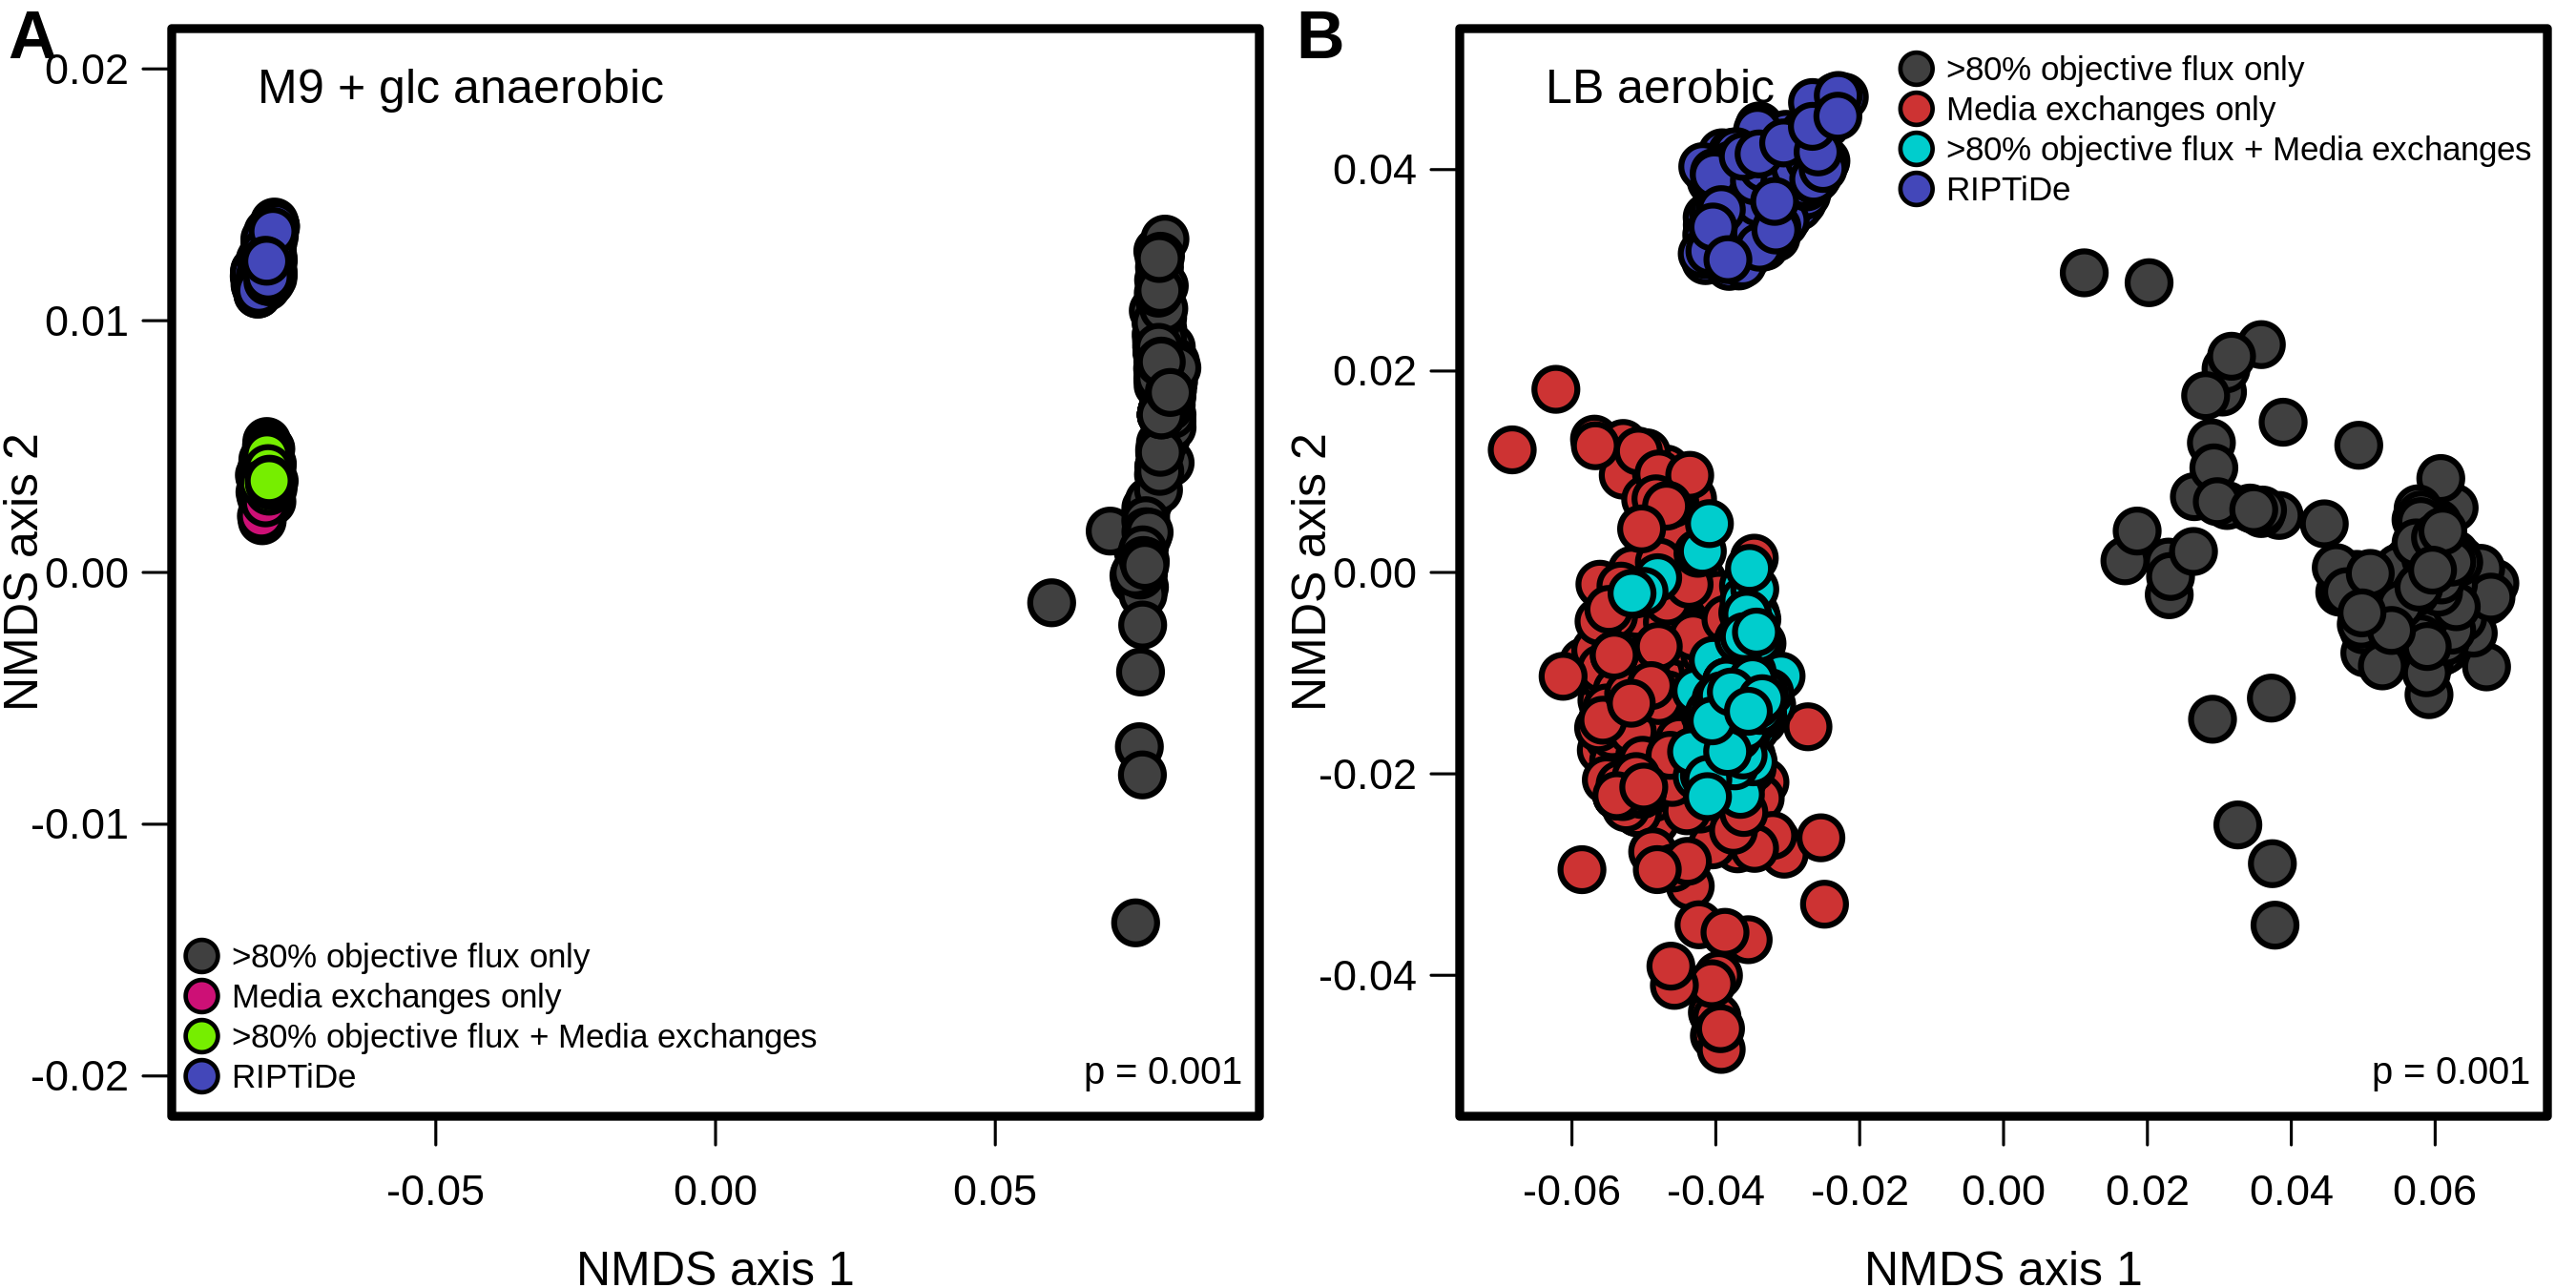 A
M9 + glc anaerobic
0.02
0.01
0.00
-0.01
-0.02
NMDS axis 2
>80% objective flux only
Media exchanges only
>80% objective flux + Media exchanges
RIPTiDe
p = 0.001
-0.05
0.00
0.05
NMDS axis 1
B
LB aerobic
>80% objective flux only
Media exchanges only
>80% objective flux + Media exchanges
RIPTiDe
0.04
0.02
0.00
-0.02
-0.04
NMDS axis 2
p = 0.001
-0.06
-0.04
-0.02
0.00
0.02
0.04
0.06
NMDS axis 1